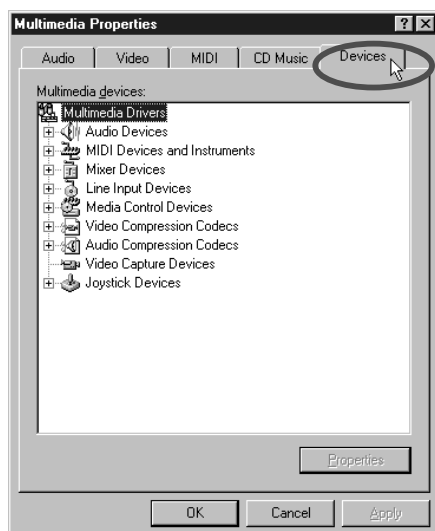 Multimedia Properties
Audio Video MIDI CD Music Devices
Multimedia devices:
Multimedia Drivers
Audio Devices
MIDI Devices and Instruments
Mixer Devices
Line Input Devices
Media Control Devices
Video Compression Codecs
Audio Compression Codecs
Video Capture Devices
Joystick Devices
Properties
OK Cancel Apply